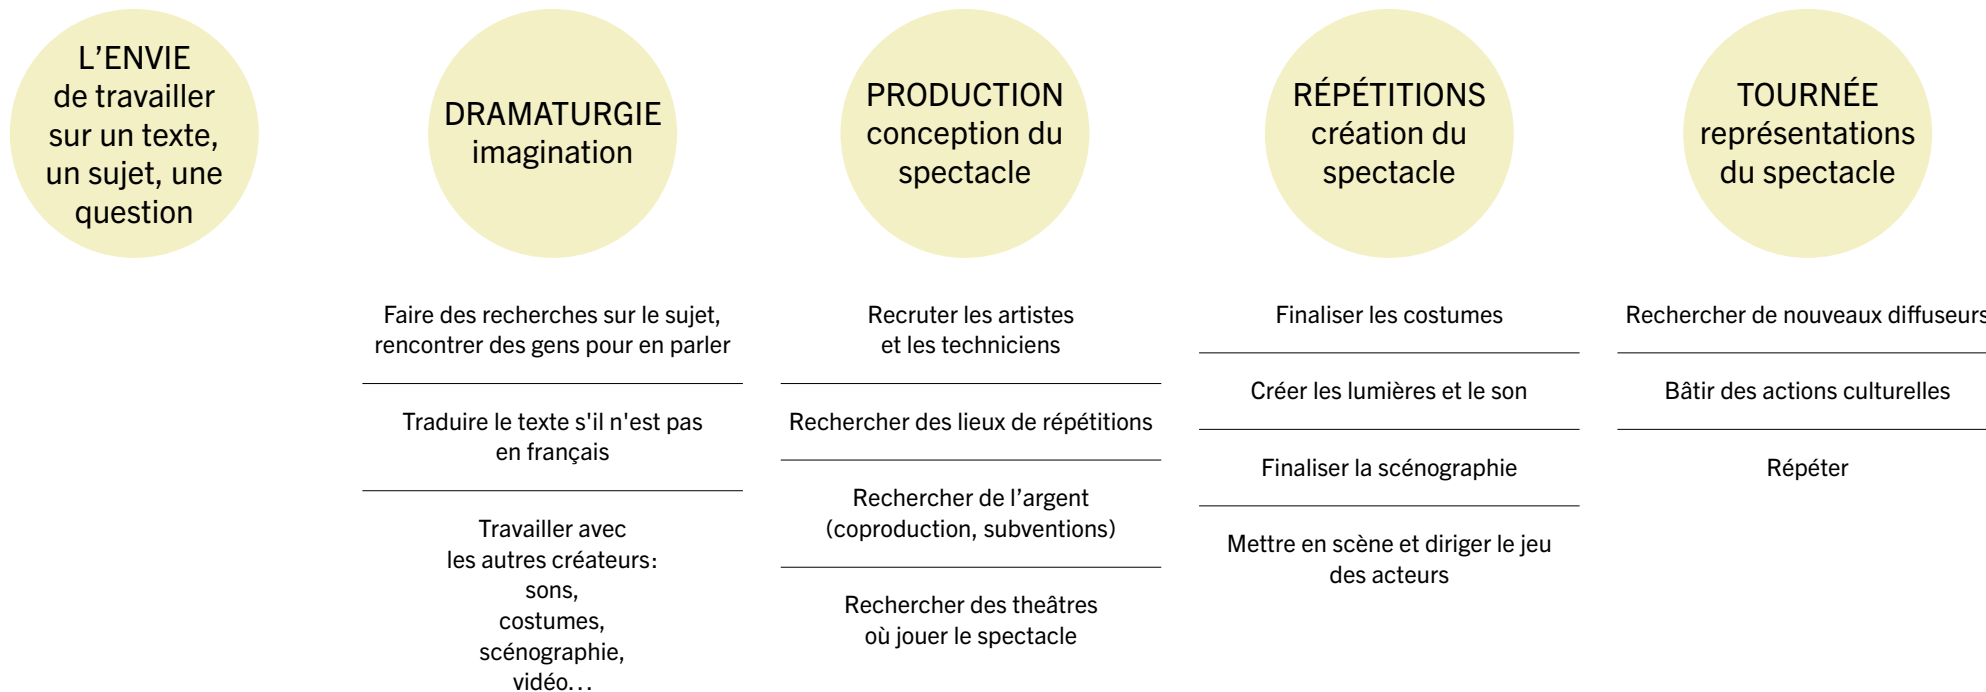 L’ENVIE
de travailler
sur un texte,
un sujet, une
question
DRAMATURGIE
imagination
Faire des recherches sur le sujet,
rencontrer des gens pour en parler
Traduire le texte s'il n'est pas
en français
Travailler avec
les autres créateurs:
sons,
costumes,
scénographie,
vidéo…
PRODUCTION
conception du
spectacle
Recruter les artistes
et les techniciens
Rechercher des lieux de répétitions
Rechercher de l’argent
(coproduction, subventions)
Rechercher des theâtres
où jouer le spectacle
RÉPÉTITIONS
création du
spectacle
Finaliser les costumes
Créer les lumières et le son
Finaliser la scénographie
Mettre en scène et diriger le jeu
des acteurs
TOURNÉE
représentations
du spectacle
Rechercher de nouveaux diffuseurs
Bâtir des actions culturelles
Répéter